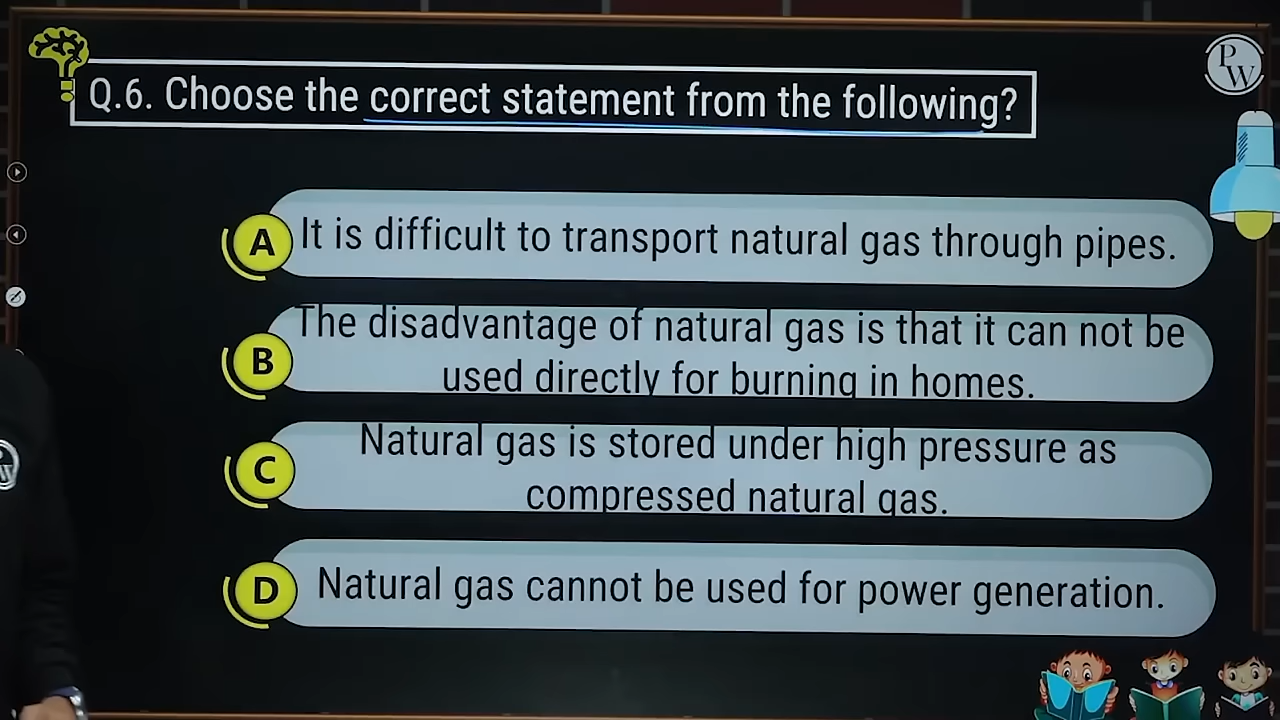 Q.6. Choose the correct statement from the following?
PW
A It is difficult to transport natural gas through pipes.
B The disadvantage of natural gas is that it can not be
used directly for burning in homes.
C Natural gas is stored under high pressure as
compressed natural gas.
D Natural gas cannot be used for power generation.
PW